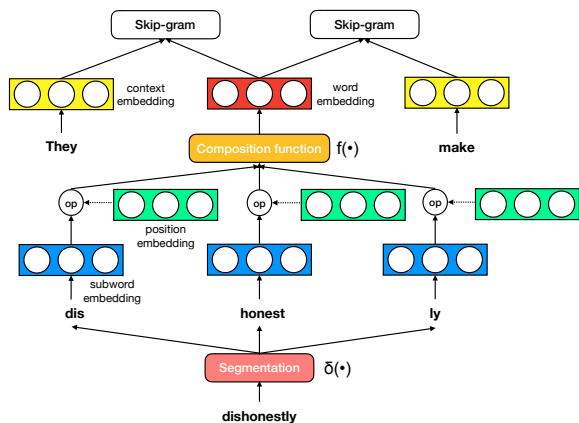 Skip-gram
Skip-gram
context
embedding
word
embedding
They
make
Composition function
f(•)
op
op
op
position
embedding
subword
embedding
dis
honest
ly
Segmentation
δ(•)
dishonestly